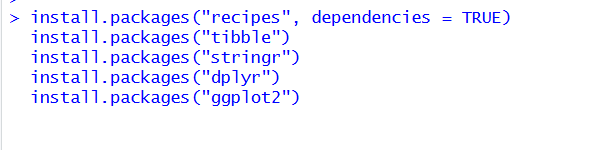 > install.packages("recipes", dependencies = TRUE)
install.packages("tibble")
install.packages("stringr")
install.packages("dplyr")
install.packages("ggplot2")